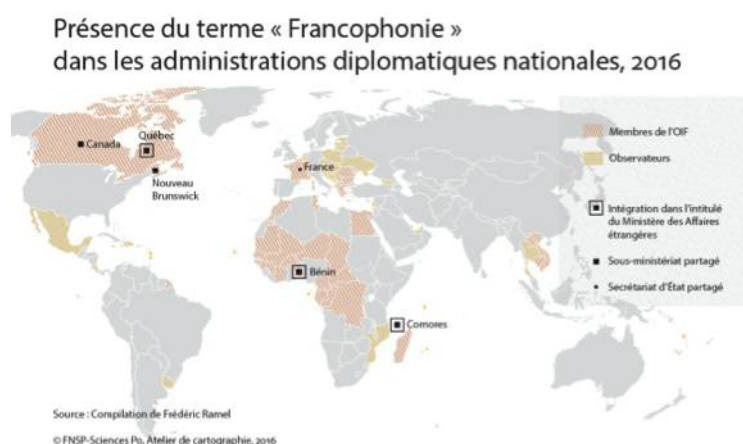 Présence du terme « Francophonie »
dans les administrations diplomatiques nationales, 2016
Canada
Québec
Nouveau
Brunswick
France
Bénin
Comores
Membres de l'OIF
Observateurs
Intégration dans l'intitulé
du Ministère des Affaires
étrangères
Sous-ministériat partagé
Secrétariat d'État partagé
Source : Compilation de Frédéric Ramel
© FNSP-Sciences Po, Atelier de cartographie, 2016